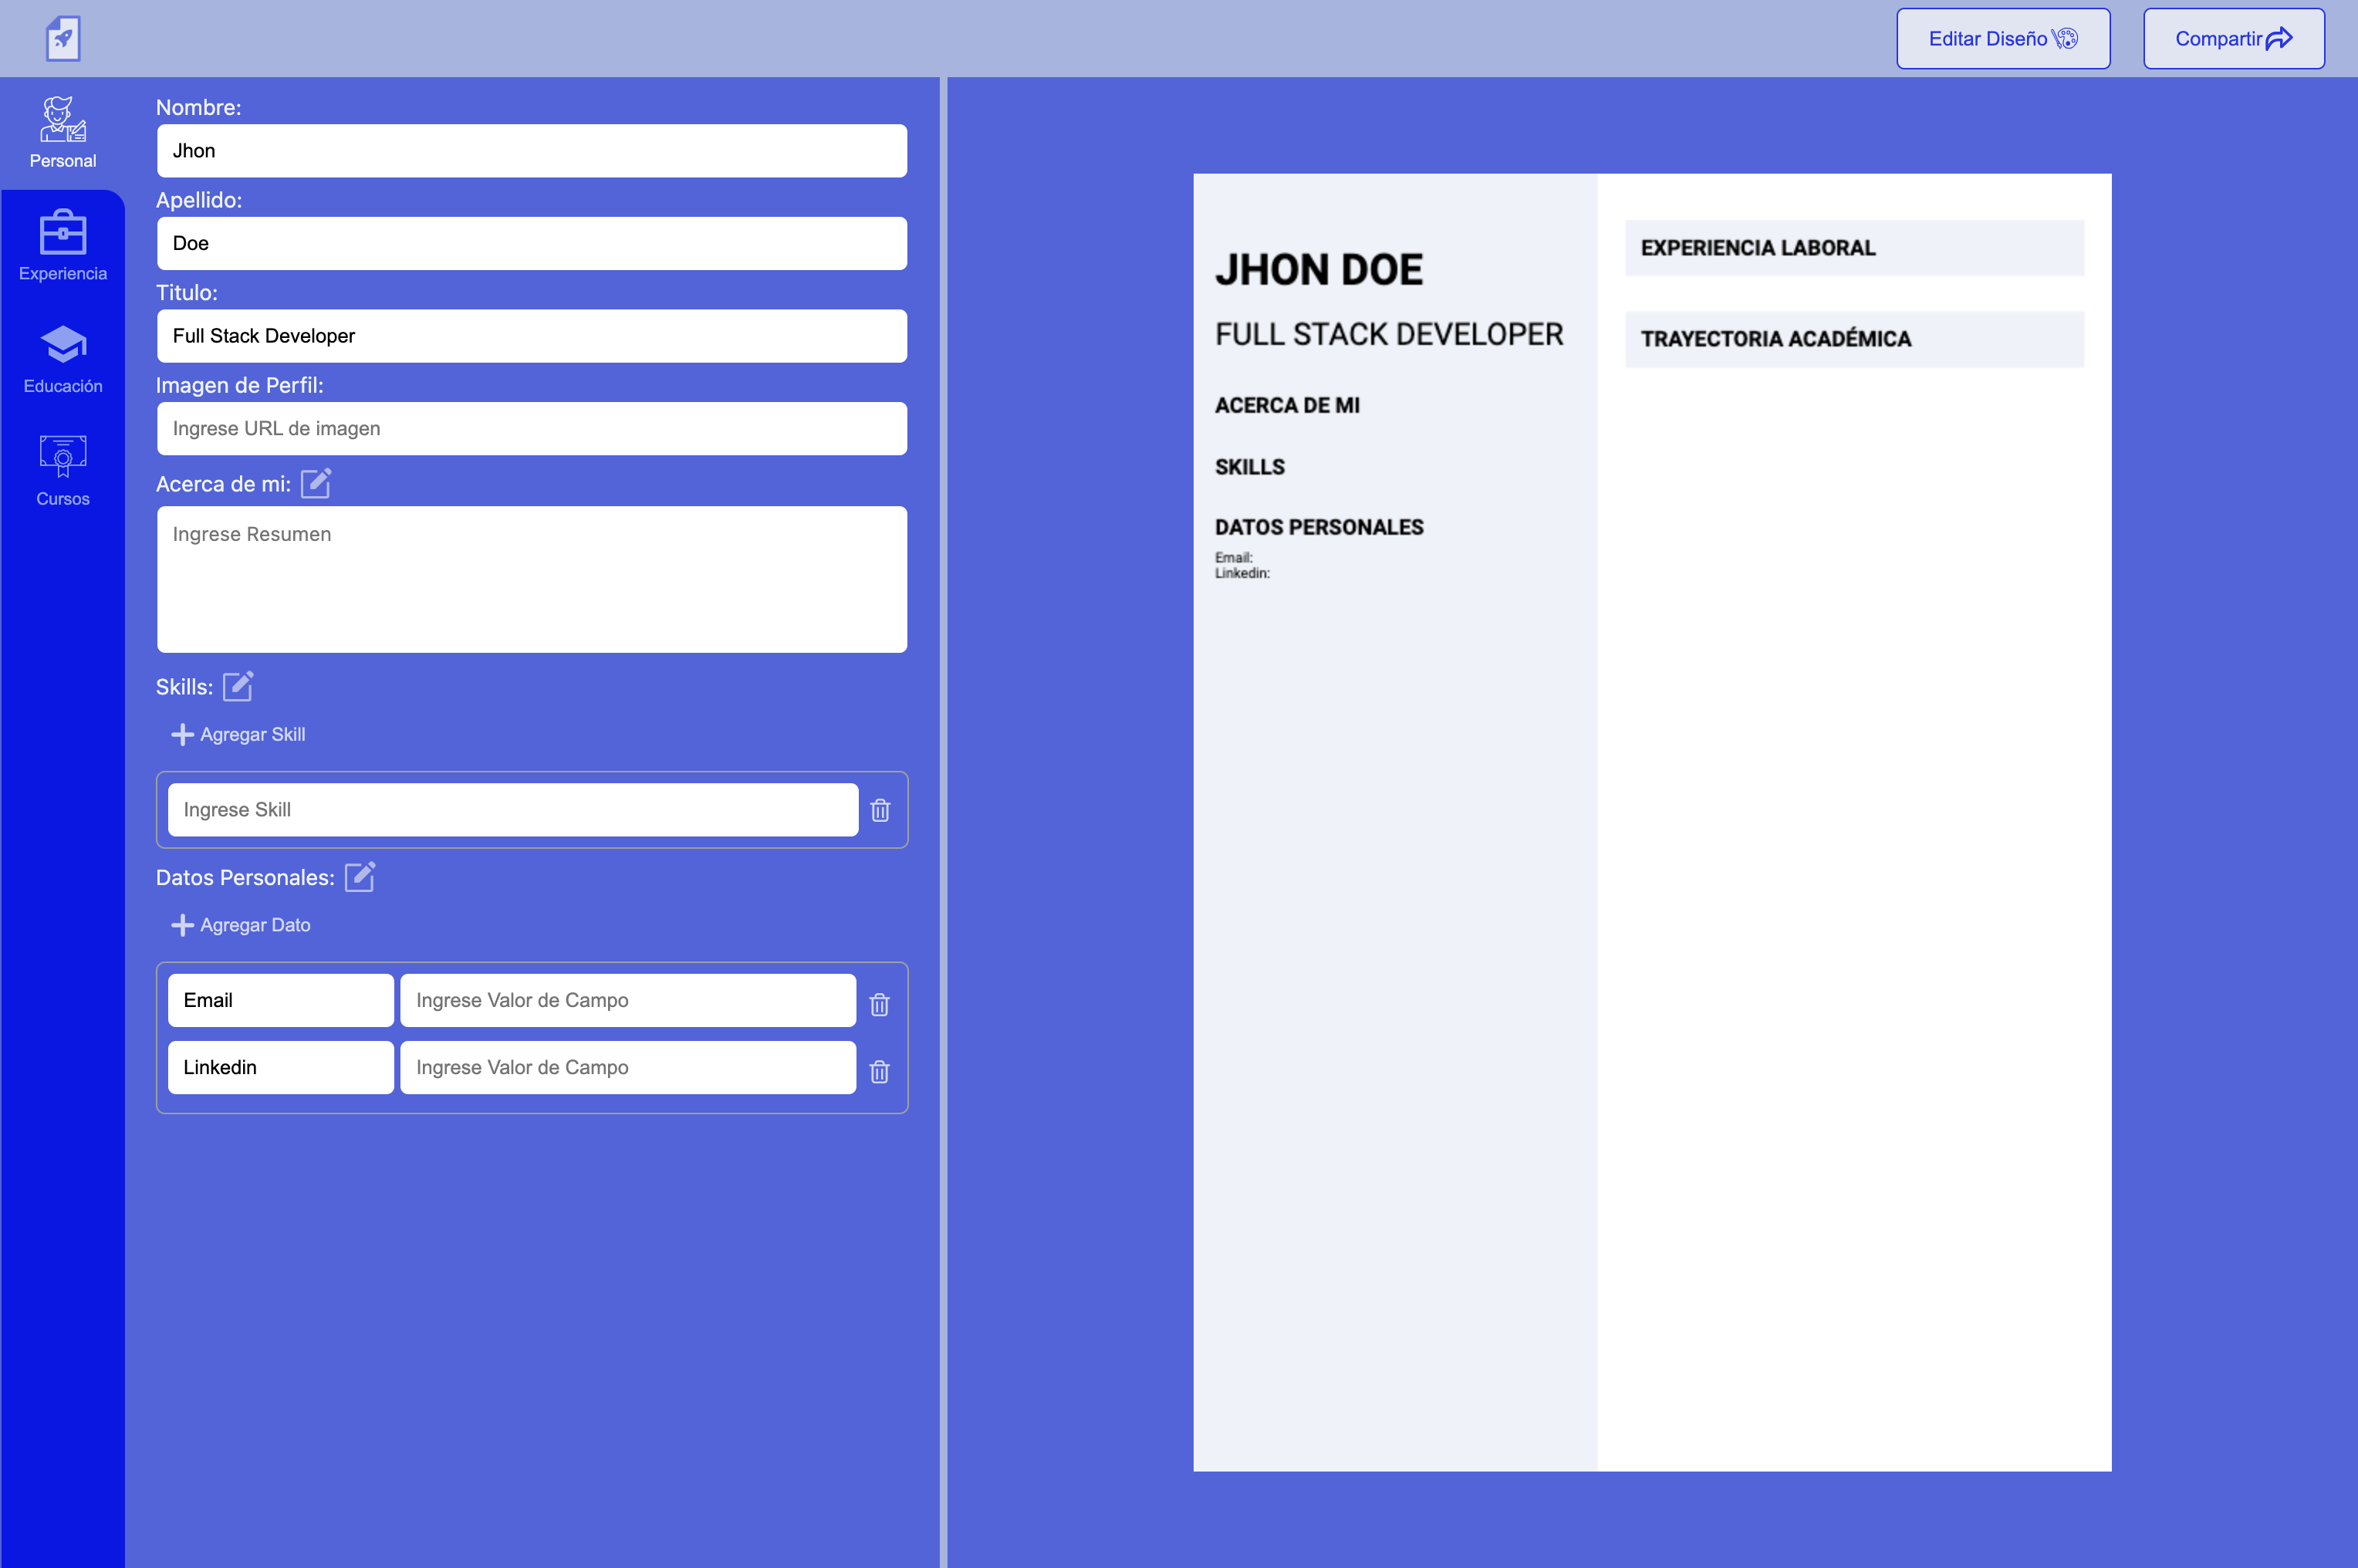 Editar Diseño
Compartir
Personal
Experiencia
Educación
Cursos
Nombre:
Jhon
Apellido:
Doe
Titulo:
Full Stack Developer
Imagen de Perfil:
Ingrese URL de imagen
Acerca de mi:
Ingrese Resumen
Skills:
Agregar Skill
Ingrese Skill
Datos Personales:
Agregar Dato
Email
Ingrese Valor de Campo
Linkedin
Ingrese Valor de Campo
JHON DOE
FULL STACK DEVELOPER
ACERCA DE MI
SKILLS
DATOS PERSONALES
Email:
Linkedin:
EXPERIENCIA LABORAL
TRAYECTORIA ACADÉMICA